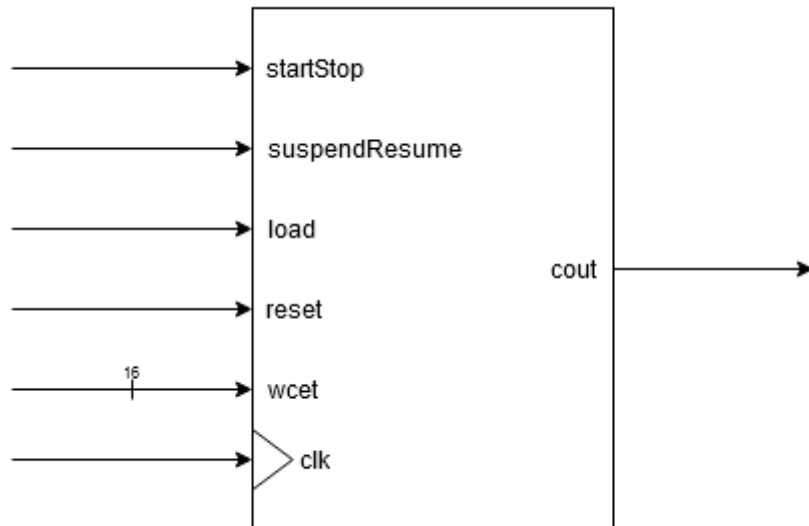 startStop
suspendResume
load
cout
reset
16
wcet
clk